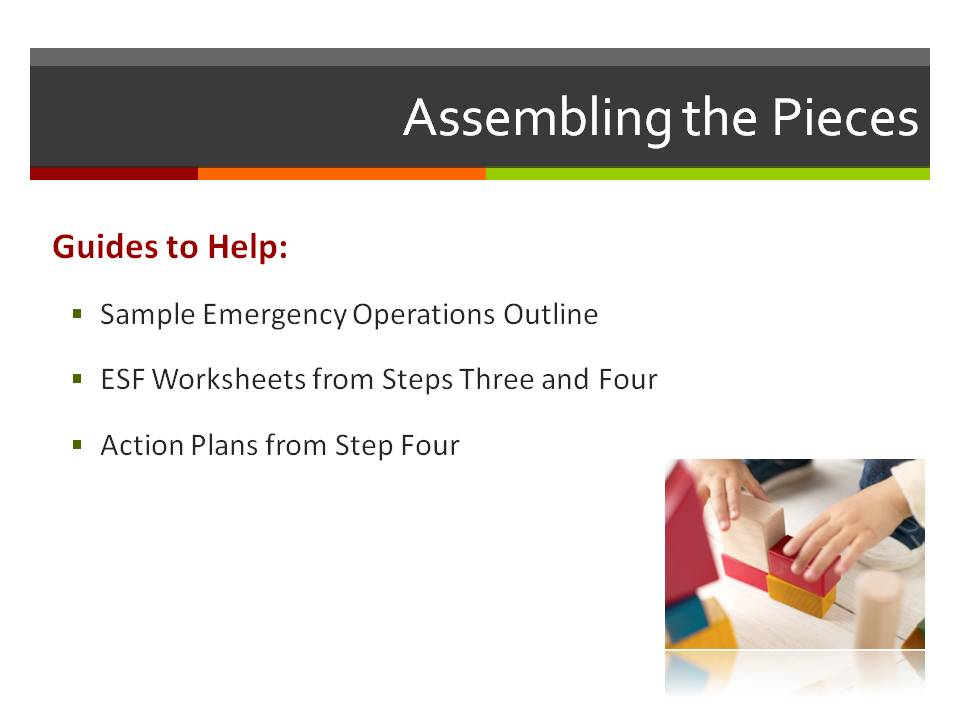 Assembling the Pieces
Guides to Help:
Sample Emergency Operations Outline
ESF Worksheets from Steps Three and Four
Action Plans from Step Four